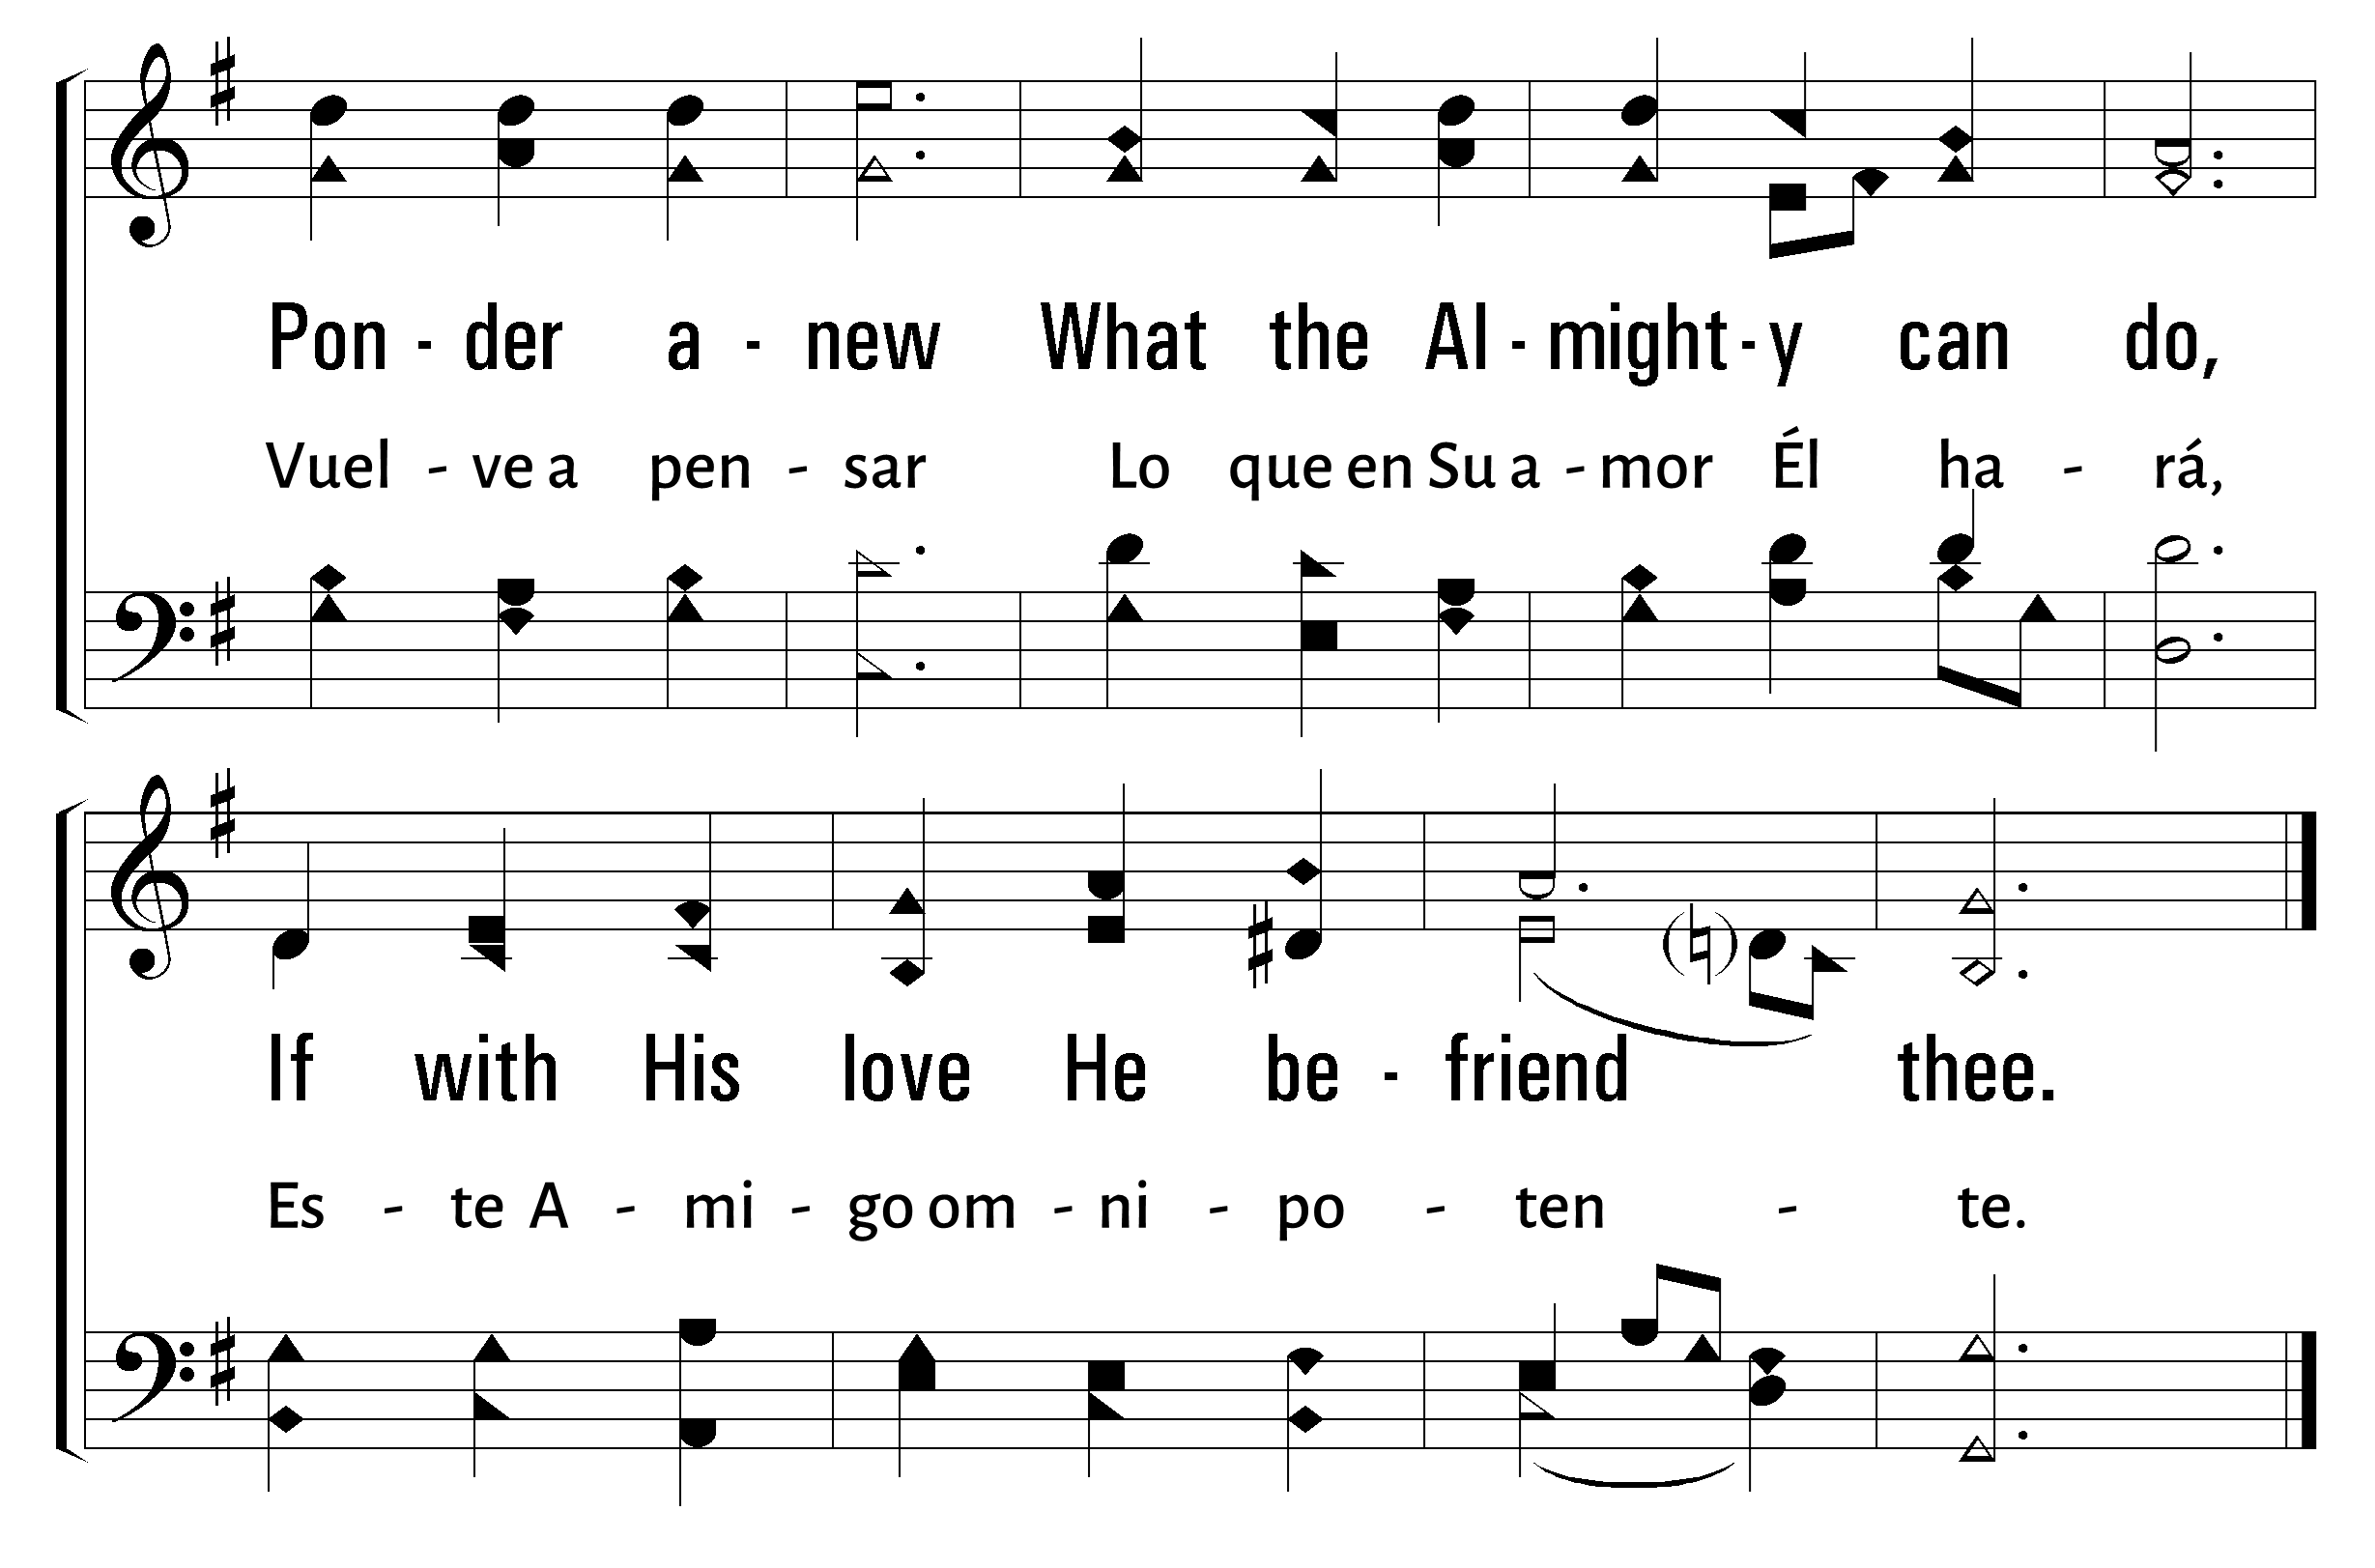 Pon - der a - new What the Al - might - y can do,
Vuel - ve a pen - sar Lo que en Su a - mor Él ha - rá,
If with His love He be - friend thee.
Es - te A - mi - go om - ni - po - ten - te.